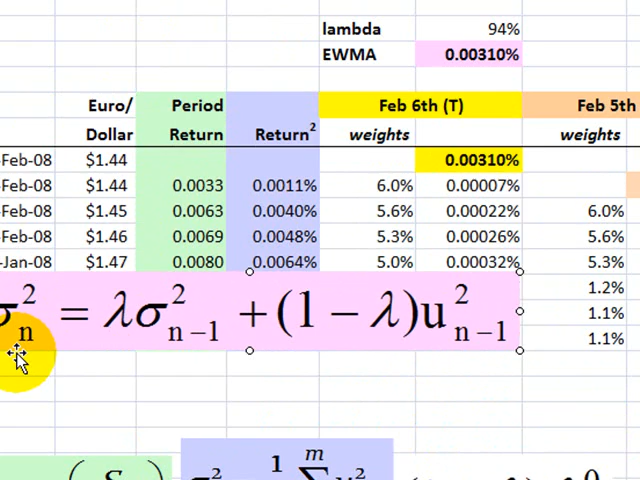 lambda 94%
EWMA 0.00310%
Euro/ Period Feb 6th (T) Feb 5th
Dollar Return Return² weights weights
-Feb-08 $1.44 0.00310%
-Feb-08 $1.44 0.0033 0.0011% 6.0% 0.00007%
-Feb-08 $1.45 0.0063 0.0040% 5.6% 0.00022% 6.0%
-Feb-08 $1.46 0.0069 0.0048% 5.3% 0.00026% 5.6%
-Jan-08 $1.47 0.0080 0.0064% 5.0% 0.00032% 5.3%
1.2%
σ²ₙ = λσ²ₙ₋₁ + (1 − λ)u²ₙ₋₁ 1.1%
1.1%